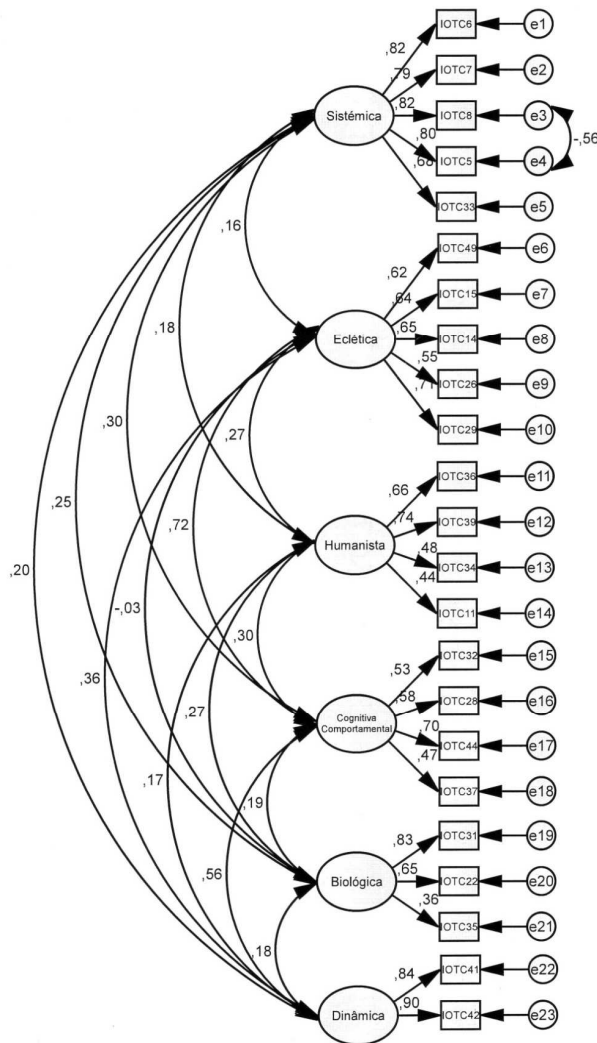 IOTC6
e1
,82
IOTC7
e2
,79
Sistémica
,82
IOTC8
e3
-,56
,80
IOTC5
e4
,68
IOTC33
e5
,16
IOTC49
e6
,62
IOTC15
e7
,64
Eclética
,65
IOTC14
e8
,55
IOTC26
e9
,71
IOTC29
e10
,18
,27
,30
IOTC36
e11
,66
IOTC39
e12
,74
Humanista
,48
IOTC34
e13
,44
IOTC11
e14
,25
,72
,20
-,03
,30
IOTC32
e15
,53
IOTC28
e16
,58
Cognitiva
Comportamental
,70
IOTC44
e17
,47
IOTC37
e18
,36
,27
,17
,19
IOTC31
e19
,83
Biológica
,65
IOTC22
e20
,36
IOTC35
e21
,56
,18
IOTC41
e22
,84
Dinâmica
,90
IOTC42
e23